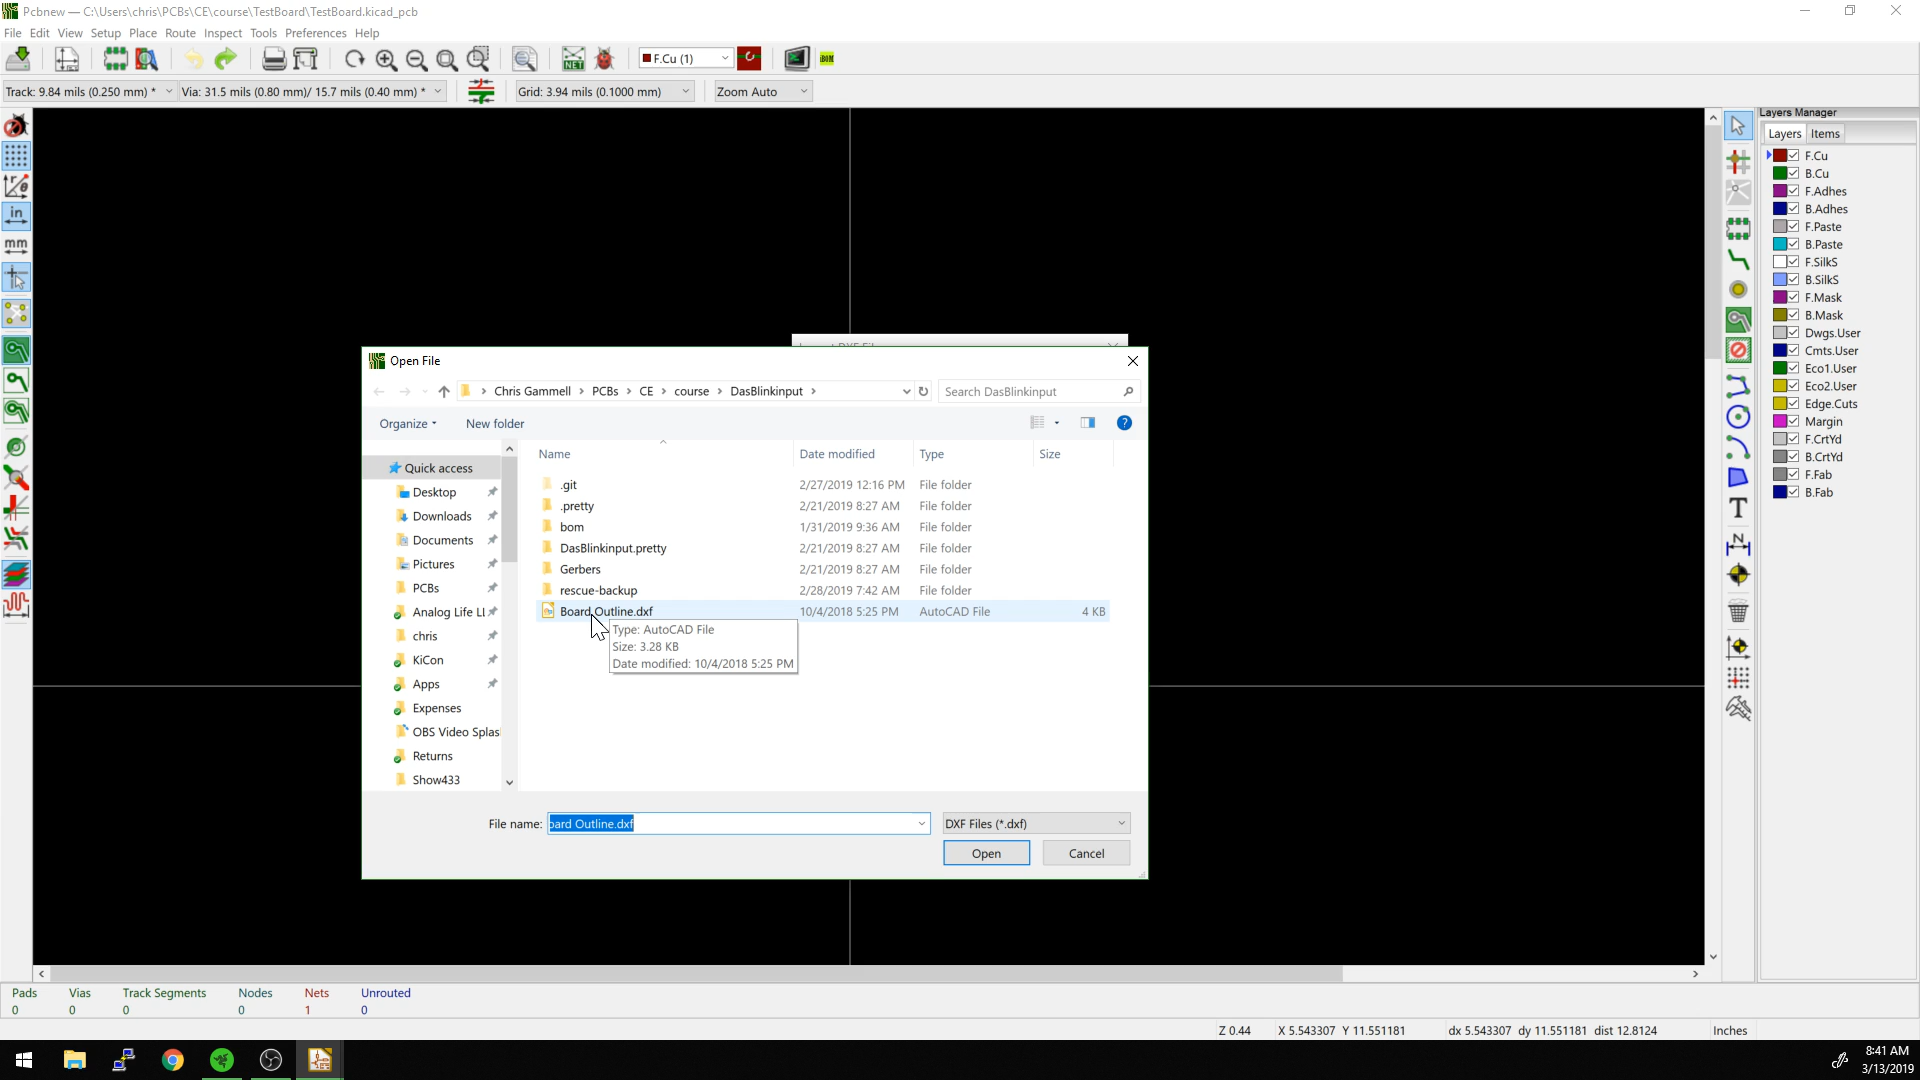 Pcbnew — C:\Users\chris\PCBs\CE\course\TestBoard\TestBoard.kicad_pcb
File Edit View Setup Place Route Inspect Tools Preferences Help
NET F.Cu (1) iBOM
Track: 9.84 mils (0.250 mm) * Via: 31.5 mils (0.80 mm)/ 15.7 mils (0.40 mm) * Grid: 3.94 mils (0.1000 mm) Zoom Auto
in
mm
Layers Manager
Layers Items
F.Cu
B.Cu
F.Adhes
B.Adhes
F.Paste
B.Paste
F.SilkS
B.SilkS
F.Mask
B.Mask
Dwgs.User
Cmts.User
Eco1.User
Eco2.User
Edge.Cuts
Margin
F.CrtYd
B.CrtYd
F.Fab
B.Fab
Open File
Chris Gammell > PCBs > CE > course > DasBlinkinput >
Search DasBlinkinput
Organize New folder
Name Date modified Type Size
Quick access
Desktop
Downloads
Documents
Pictures
PCBs
Analog Life LI
chris
KiCon
Apps
Expenses
OBS Video Splas
Returns
Show433
.git 2/27/2019 12:16 PM File folder
.pretty 2/21/2019 8:27 AM File folder
bom 1/31/2019 9:36 AM File folder
DasBlinkinput.pretty 2/21/2019 8:27 AM File folder
Gerbers 2/21/2019 8:27 AM File folder
rescue-backup 2/28/2019 7:42 AM File folder
Board Outline.dxf 10/4/2018 5:25 PM AutoCAD File 4 KB
Type: AutoCAD File
Size: 3.28 KB
Date modified: 10/4/2018 5:25 PM
File name: oard Outline.dxf DXF Files (*.dxf)
Open Cancel
Pads Vias Track Segments Nodes Nets Unrouted
0 0 0 0 1 0
Z 0.44 X 5.543307 Y 11.551181 dx 5.543307 dy 11.551181 dist 12.8124 Inches
8:41 AM
3/13/2019